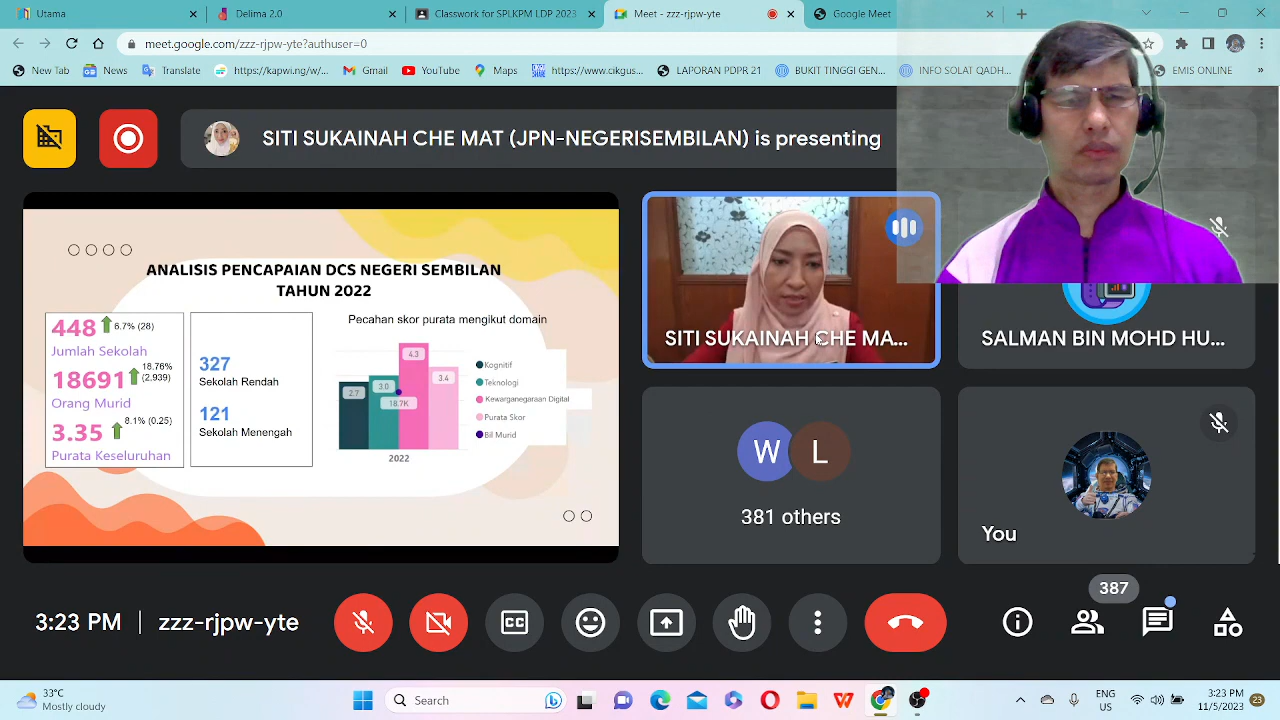 Utama
Delima 2.0
Classwork for SPLKPM LDP 2023
Meet - zzz-rjpw-yte
Google Meet
meet.google.com/zzz-rjpw-yte?authuser=0
New Tab
News
Translate
https://kapwing.g/...
Gmail
YouTube
Maps
https://www.cikgus...
LAPORAN PDPR 21
BUKIT TINGGI GEN...
INFO SOLAT QADH...
EMIS ONLINE
»
SITI SUKAINAH CHE MAT (JPN-NEGERISEMBILAN) is presenting
ANALISIS PENCAPAIAN DCS NEGERI SEMBILAN
TAHUN 2022
448 6.7% (28)
Jumlah Sekolah
18691 18.76% (2,939)
Orang Murid
3.35 8.1% (0.25)
Purata Keseluruhan
327
Sekolah Rendah
121
Sekolah Menengah
Pecahan skor purata mengikut domain
2.7
3.0
4.3
3.4
18.7K
2022
Kognitif
Teknologi
Kewarganegaraan Digital
Purata Skor
Bil Murid
SITI SUKAINAH CHE MA...
SALMAN BIN MOHD HU...
W L
381 others
You
387
3:23 PM
zzz-rjpw-yte
CC
33°C
Mostly cloudy
Search
ENG
US
3:23 PM
11/5/2023
23